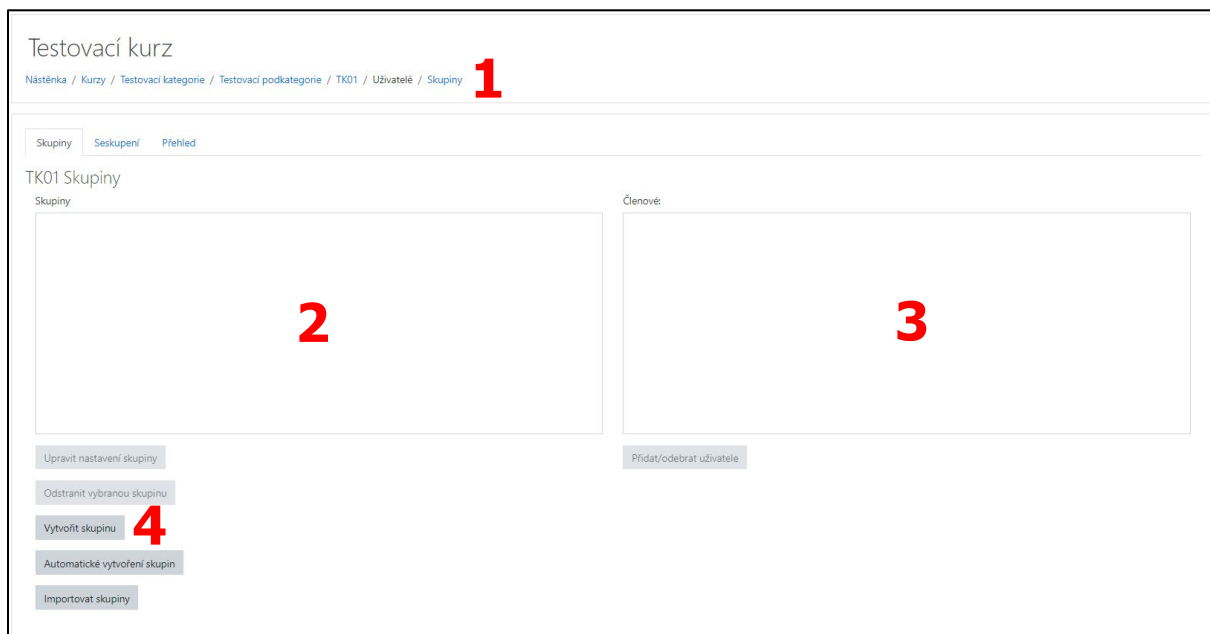 Testovací kurz
Nástěnka / Kurzy / Testovací kategorie / Testovací podkategorie / TK01 / Uživatelé / Skupiny 1
Skupiny Seskupení Přehled
TK01 Skupiny
Skupiny
Členové:
2
3
Upravit nastavení skupiny
Přidat/odebrat uživatele
Odstranit vybranou skupinu
Vytvořit skupinu 4
Automatické vytvoření skupin
Importovat skupiny